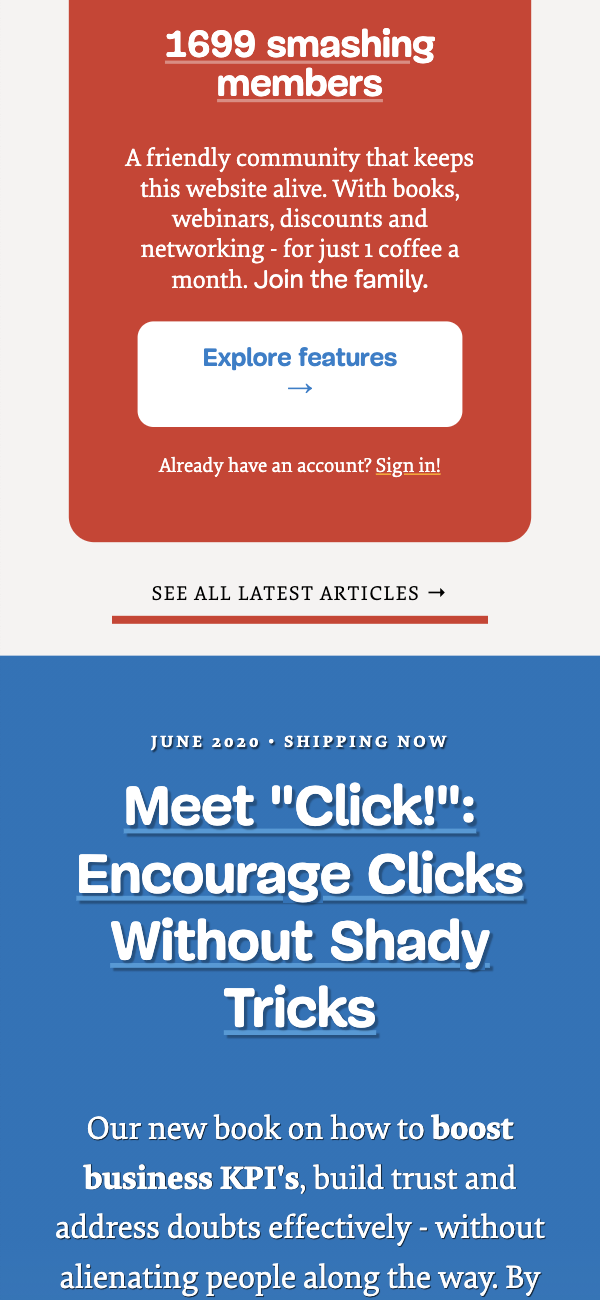 1699 smashing
members
A friendly community that keeps
this website alive. With books,
webinars, discounts and
networking - for just 1 coffee a
month. Join the family.
Explore features
→
Already have an account? Sign in!
SEE ALL LATEST ARTICLES →
JUNE 2020 • SHIPPING NOW
Meet "Click!":
Encourage Clicks
Without Shady
Tricks
Our new book on how to boost
business KPI's, build trust and
address doubts effectively - without
alienating people along the way. By